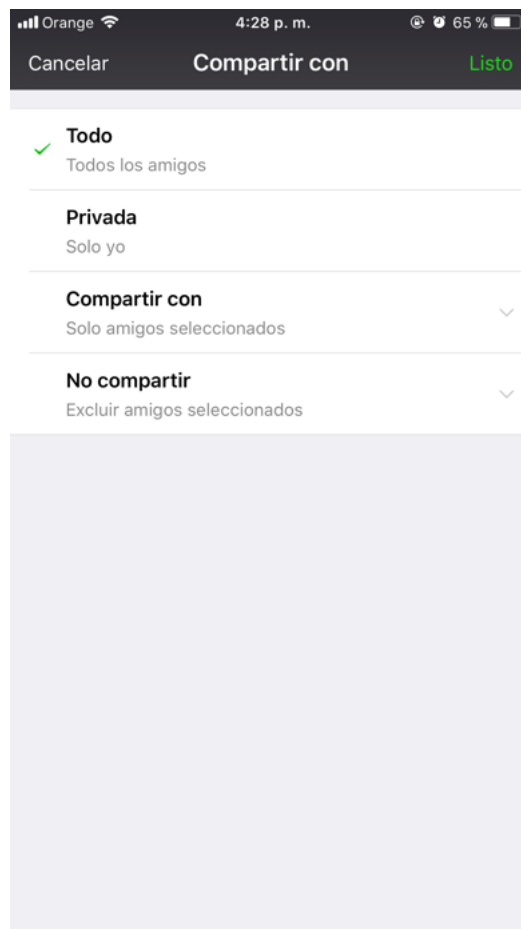 Orange 4:28 p. m. 65 %
Cancelar Compartir con Listo
Todo
Todos los amigos
Privada
Solo yo
Compartir con
Solo amigos seleccionados
No compartir
Excluir amigos seleccionados